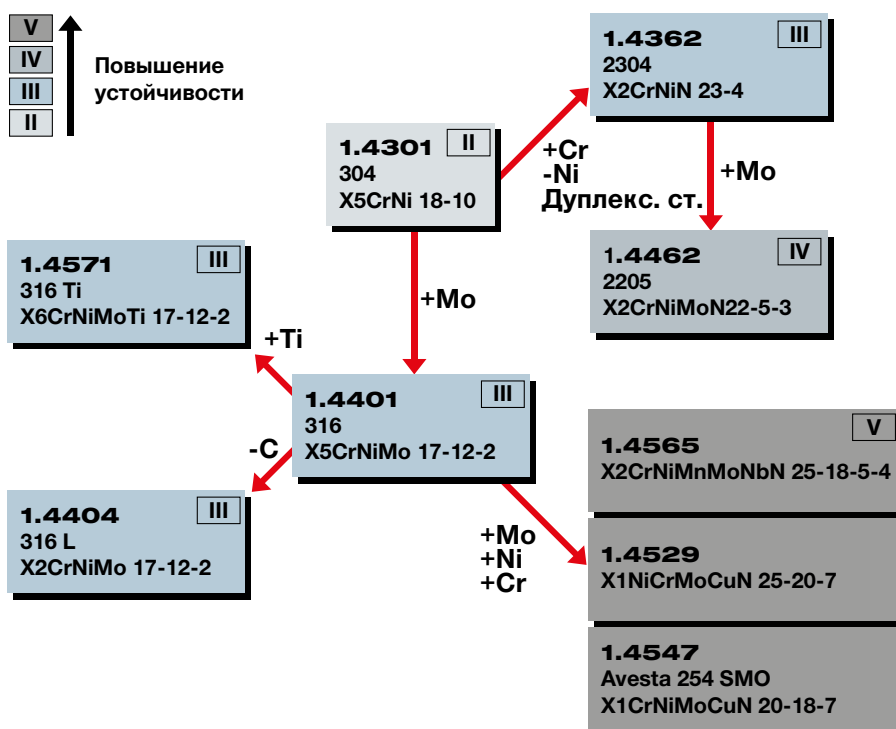 V
IV
III
II
Повышение
устойчивости
1.4362
III
2304
X2CrNiN 23-4
1.4301
II
304
X5CrNi 18-10
+Cr
-Ni
Дуплекс. ст.
+Mo
1.4462
IV
2205
X2CrNiMoN22-5-3
1.4571
III
316 Ti
X6CrNiMoTi 17-12-2
+Mo
+Ti
1.4401
III
316
X5CrNiMo 17-12-2
-C
1.4404
III
316 L
X2CrNiMo 17-12-2
+Mo
+Ni
+Cr
V
1.4565
X2CrNiMnMoNbN 25-18-5-4
1.4529
X1NiCrMoCuN 25-20-7
1.4547
Avesta 254 SMO
X1CrNiMoCuN 20-18-7